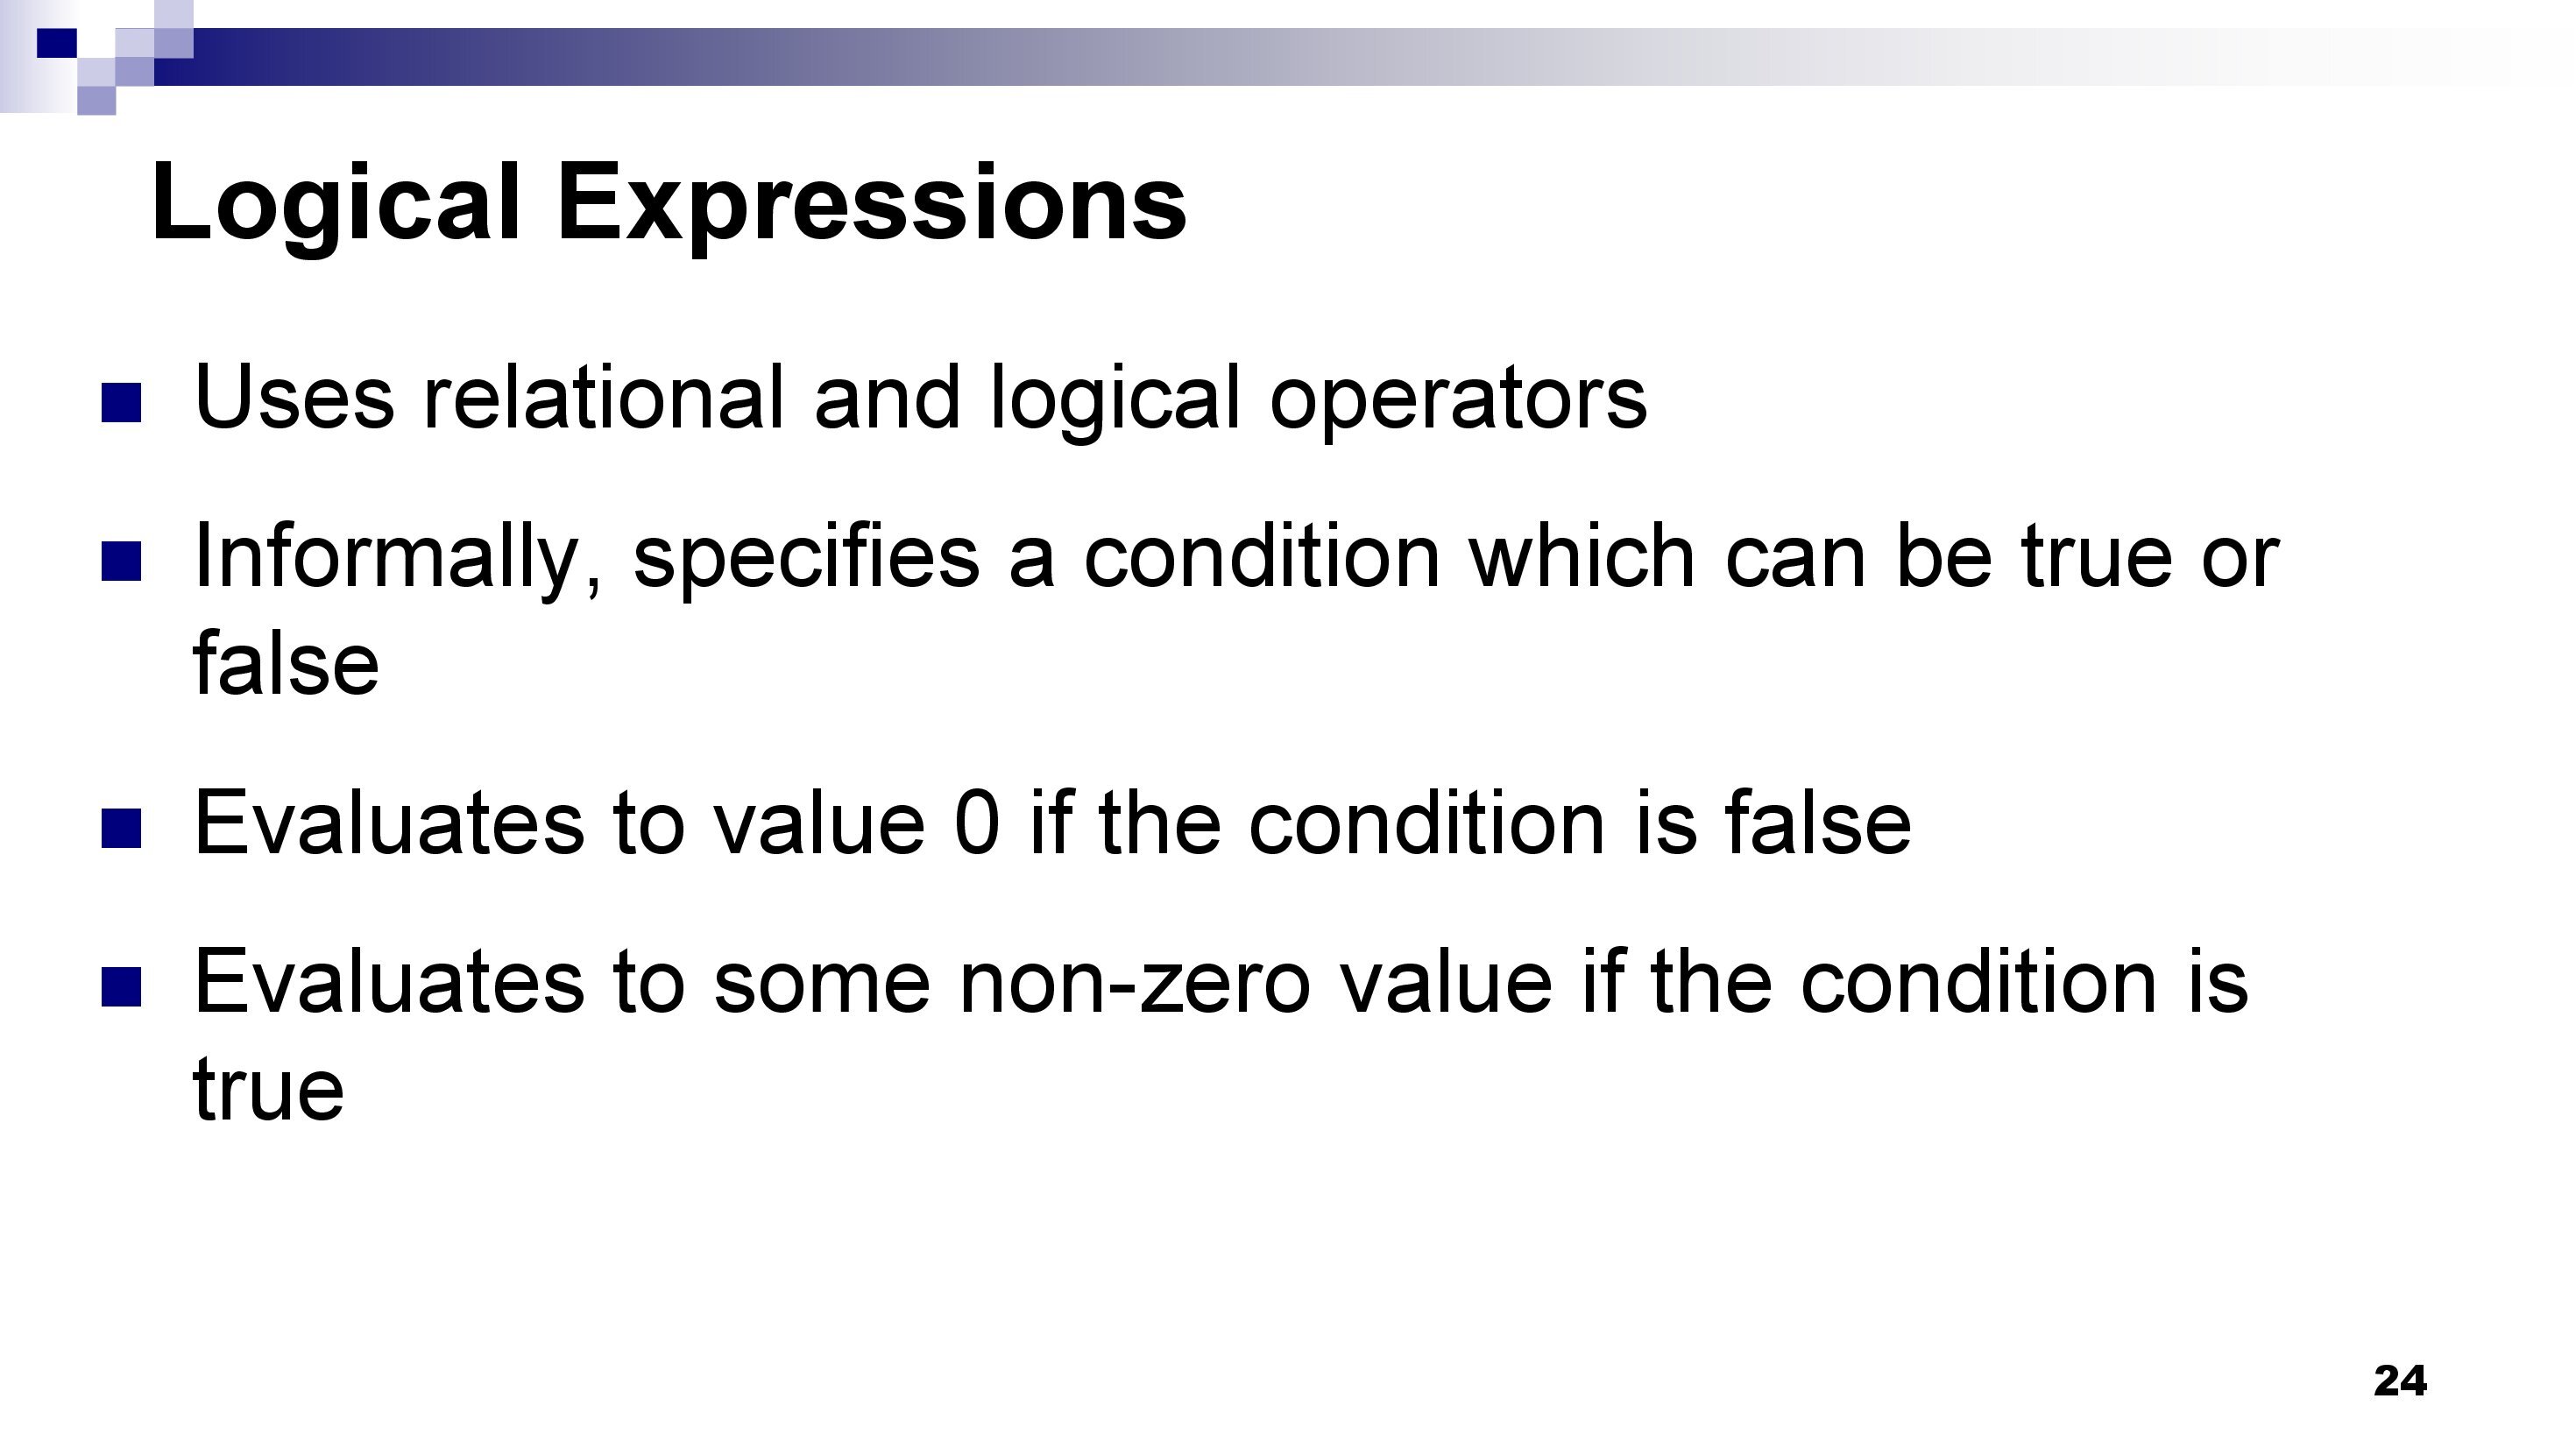 Logical Expressions
Uses relational and logical operators
Informally, specifies a condition which can be true or
false
Evaluates to value 0 if the condition is false
Evaluates to some non-zero value if the condition is
true
24